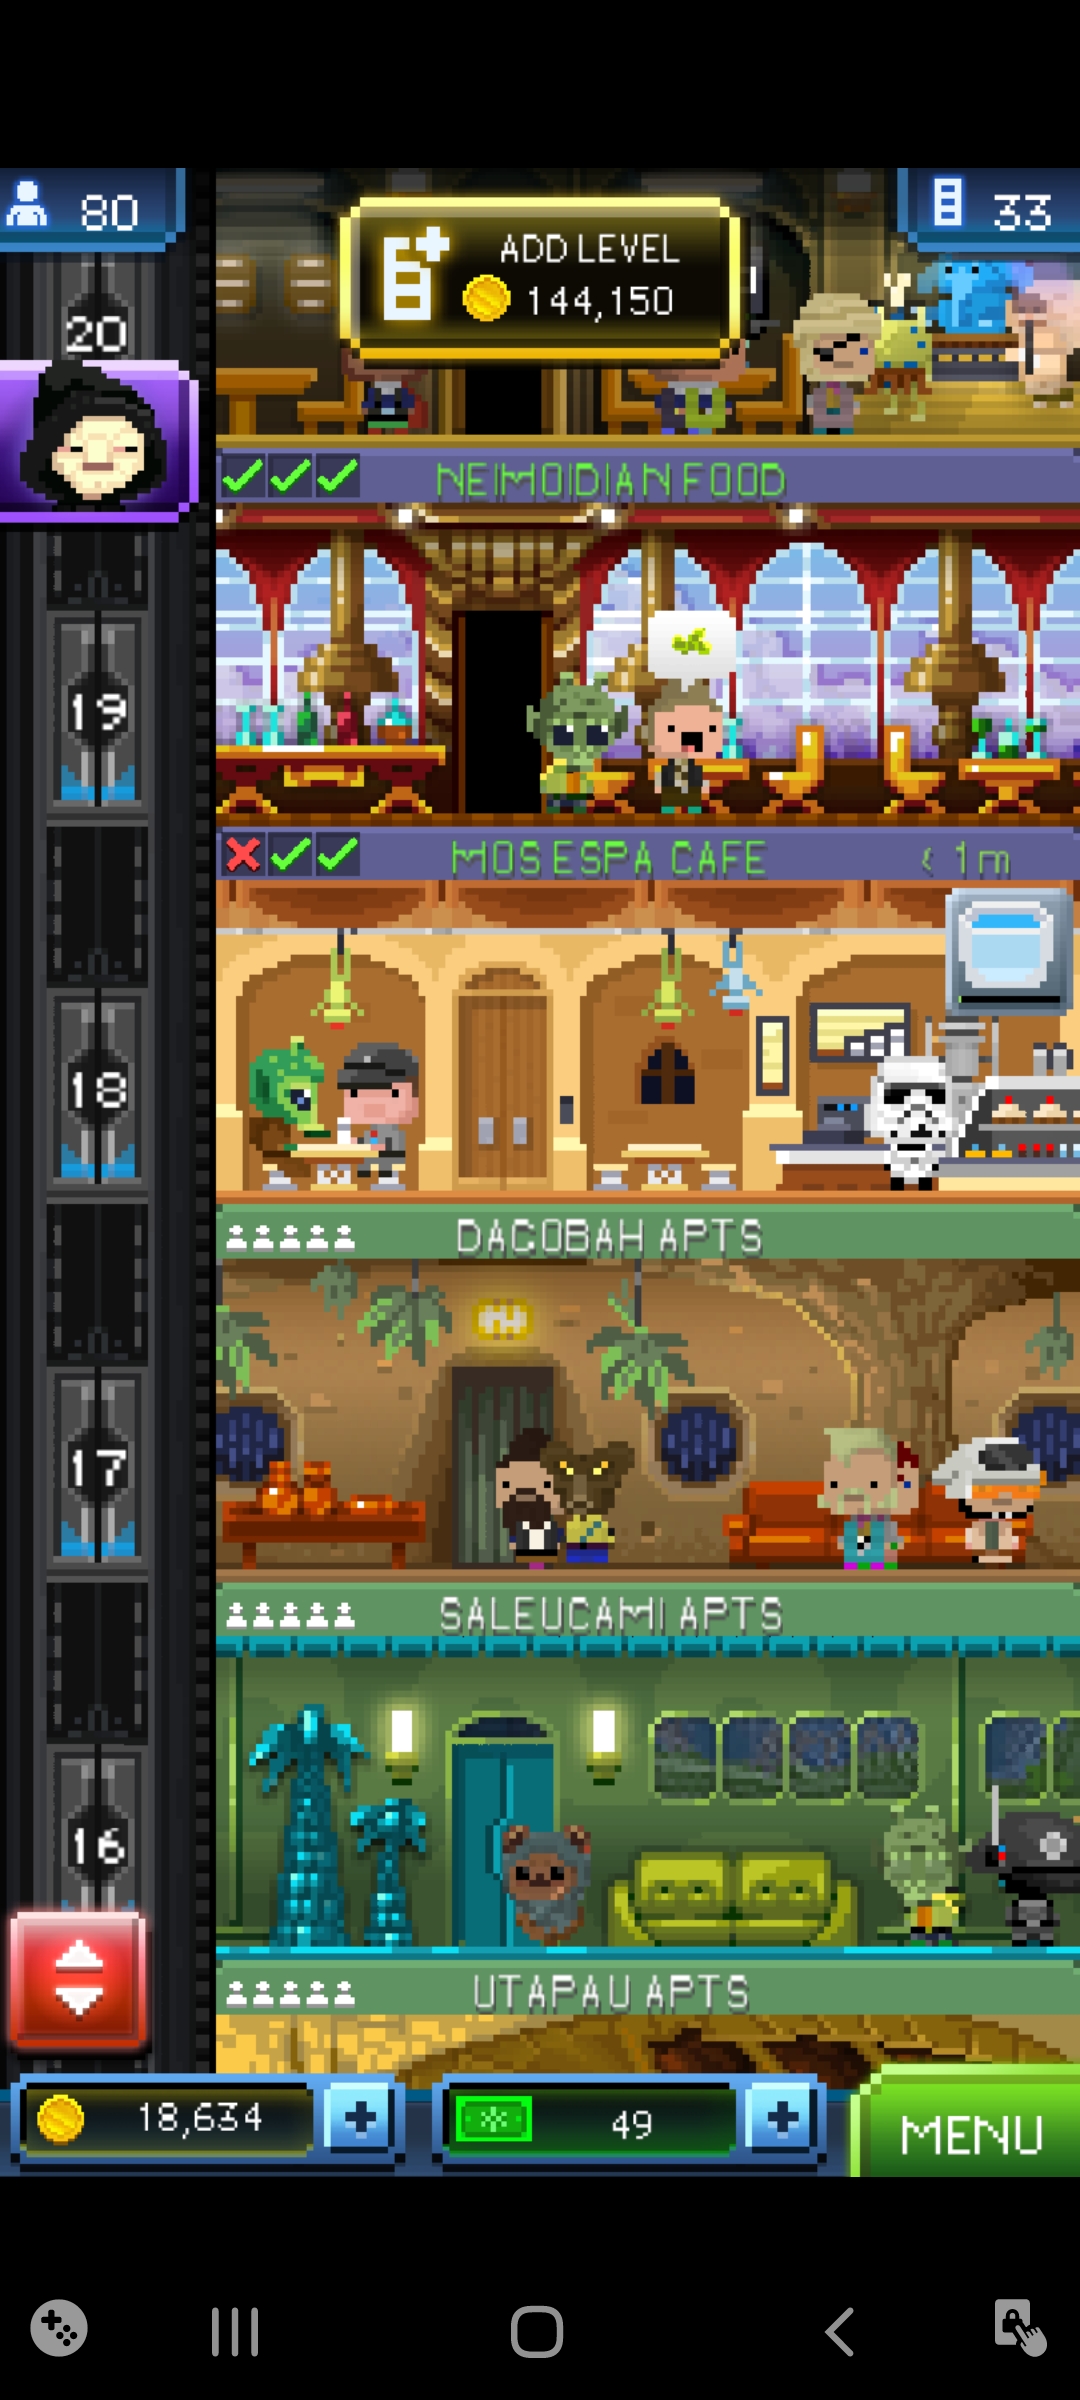 80
33
ADD LEVEL
144,150
20
NEIMOIDIAN FOOD
19
MOS ESPA CAFE < 1m
18
DAGOBAH APTS
17
SALEUCAMI APTS
16
UTAPAU APTS
18,634
49
MENU